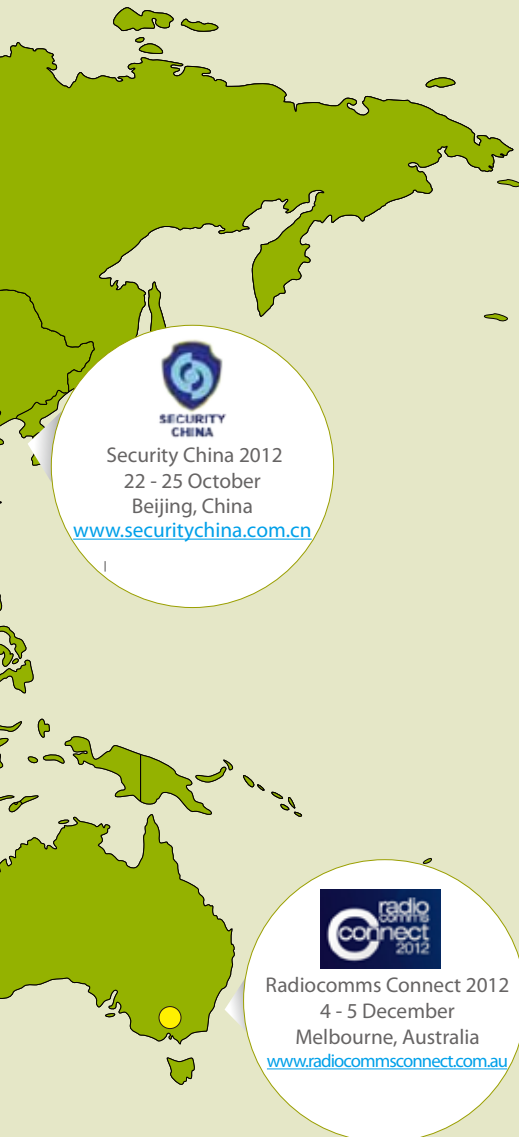 SECURITY
CHINA
Security China 2012
22 - 25 October
Beijing, China
www.securitychina.com.cn
radio
comms
connect
2012
Radiocomms Connect 2012
4 - 5 December
Melbourne, Australia
www.radiocommsconnect.com.au